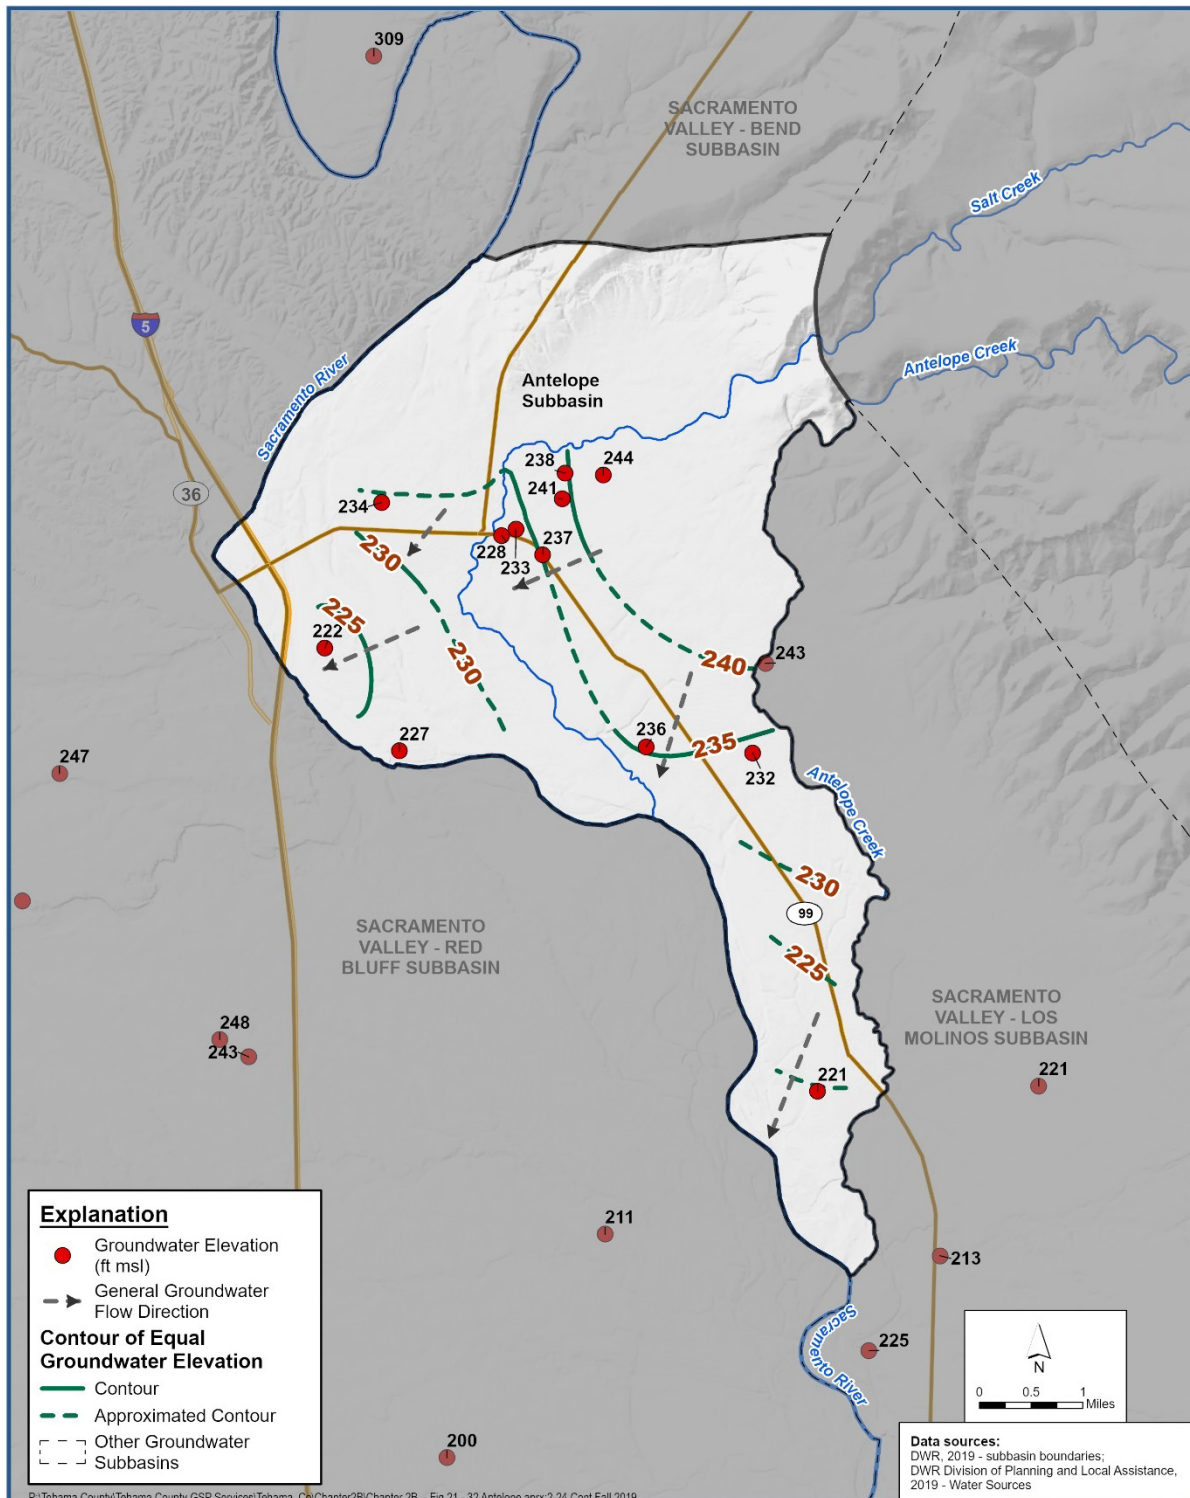 309
SACRAMENTO
VALLEY - BEND
SUBBASIN
Salt Creek
5
Antelope Creek
Sacramento River
Antelope
Subbasin
36
238
244
241
234
228
233
237
230
225
222
230
240
243
236
235
232
227
247
Antelope Creek
230
99
SACRAMENTO
VALLEY - RED
BLUFF SUBBASIN
225
SACRAMENTO
VALLEY - LOS
MOLINOS SUBBASIN
248
243
221
221
211
213
225
Sacramento River
200
Explanation
Groundwater Elevation
(ft msl)
General Groundwater
Flow Direction
Contour of Equal
Groundwater Elevation
Contour
Approximated Contour
Other Groundwater
Subbasins
N
0 0.5 1
Miles
Data sources:
DWR, 2019 - subbasin boundaries;
DWR Division of Planning and Local Assistance,
2019 - Water Sources